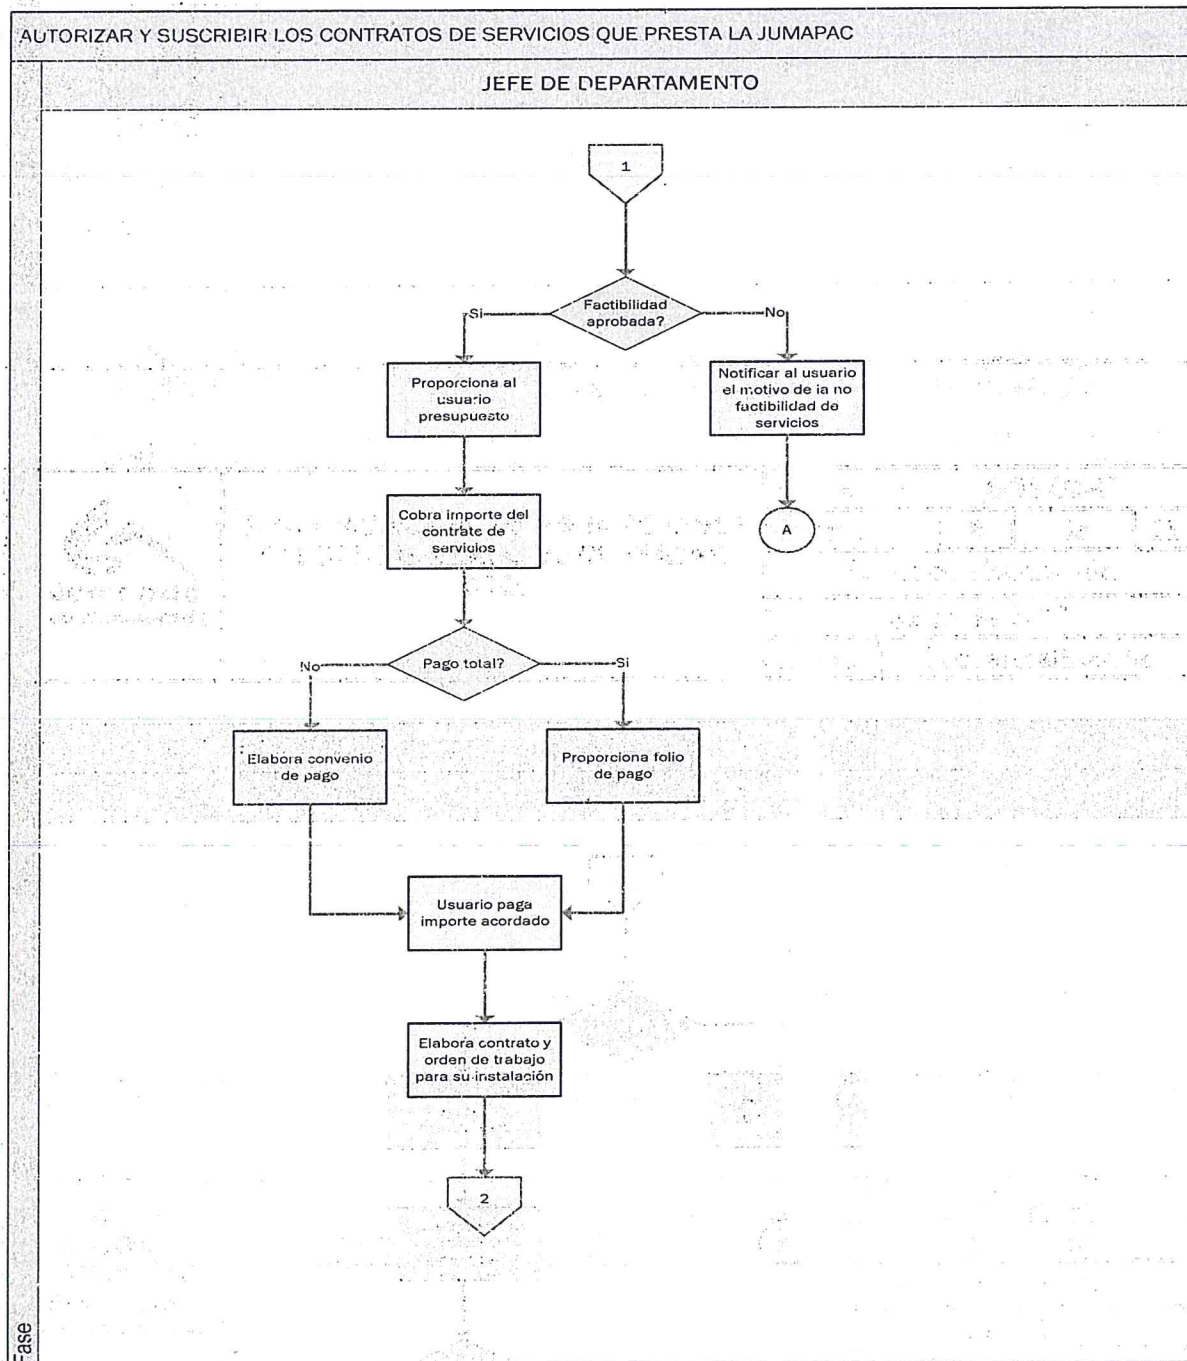 AUTORIZAR Y SUSCRIBIR LOS CONTRATOS DE SERVICIOS QUE PRESTA LA JUMAPAC
JEFE DE DEPARTAMENTO
1
Factibilidad
aprobada?
Si
No
Proporciona al
usuario
presupuesto
Notificar al usuario
el motivo de la no
factibilidad de
servicios
Cobra importe del
contrate de
servicios
A
Pago total?
No
Si
Elabora convenio
de pago
Proporciona folio
de pago
Usuario paga
importe acordado
Elabora contrato y
orden de trabajo
para su instalación
2
Fase